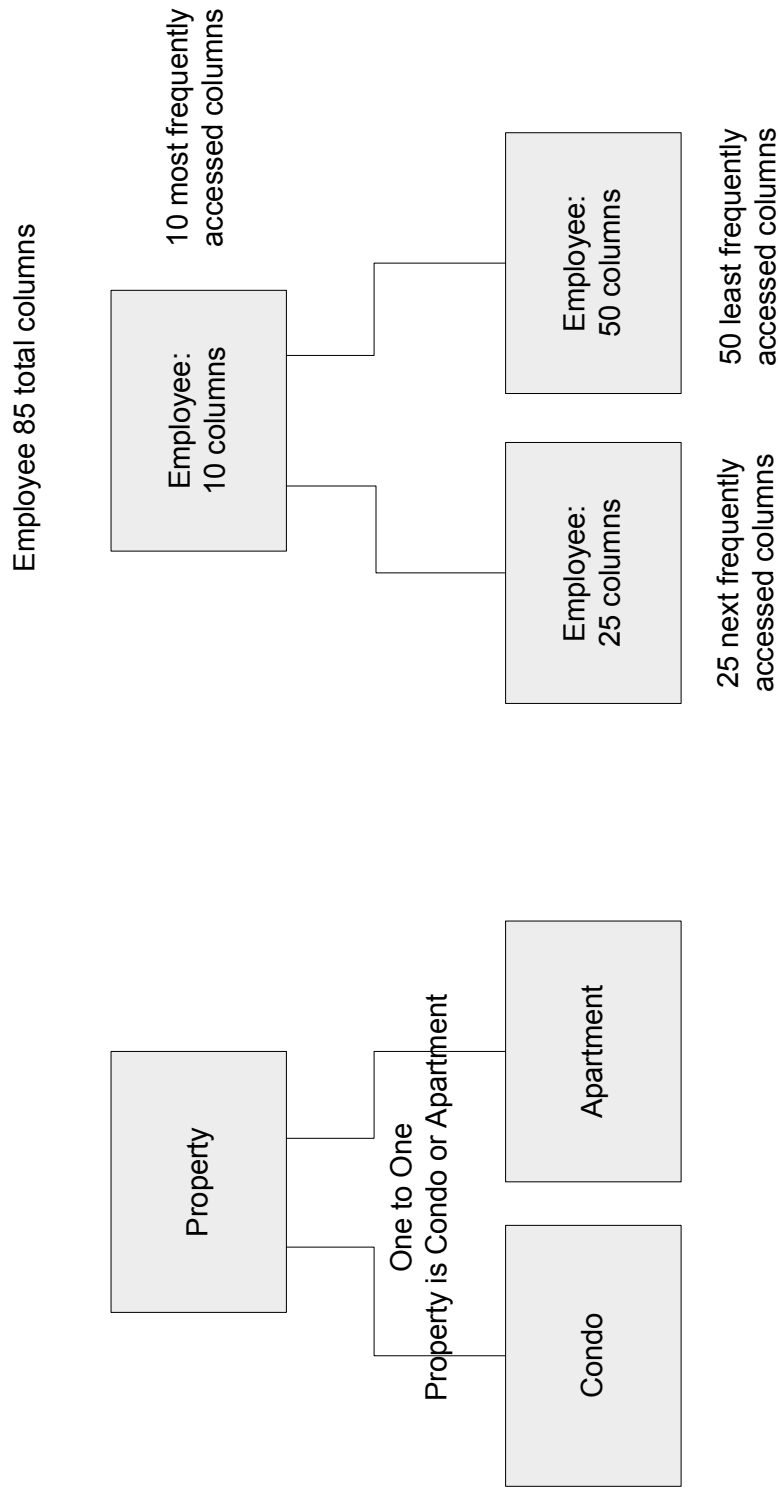 Property
One to One
Property is Condo or Apartment
Condo
Apartment
Employee 85 total columns
Employee:
10 columns
10 most frequently
accessed columns
Employee:
25 columns
Employee:
50 columns
25 next frequently
accessed columns
50 least frequently
accessed columns